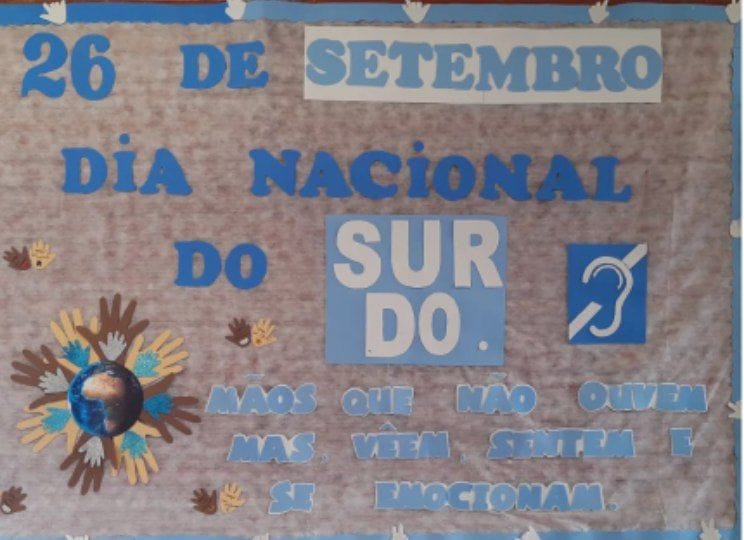 26 DE SETEMBRO
DiA NACiONAL
DO SUR
DO.
MÃOS QUE NÃO OUVEM
MAS, VÊEM, SENTEM E
SE EMOCIONAM.